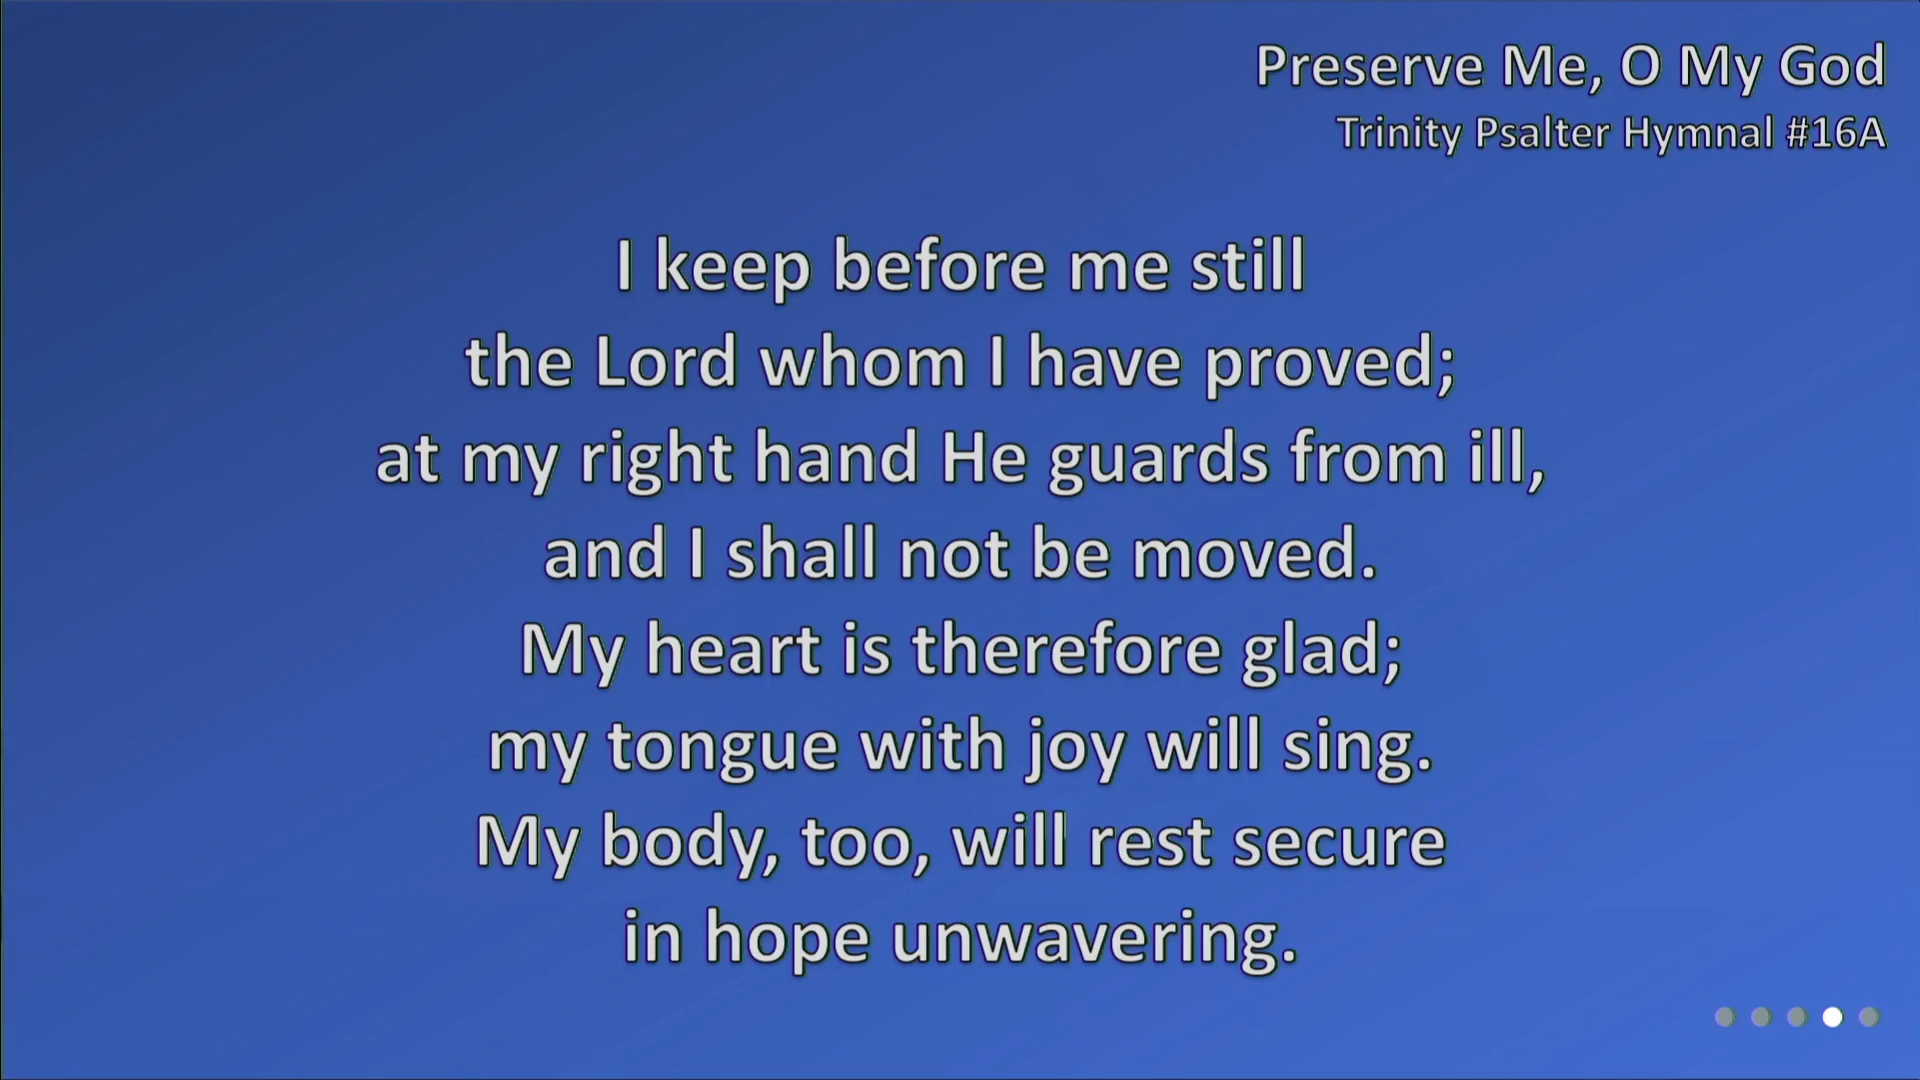 Preserve Me, O My God
Trinity Psalter Hymnal #16A
I keep before me still
the Lord whom I have proved;
at my right hand He guards from ill,
and I shall not be moved.
My heart is therefore glad;
my tongue with joy will sing.
My body, too, will rest secure
in hope unwavering.